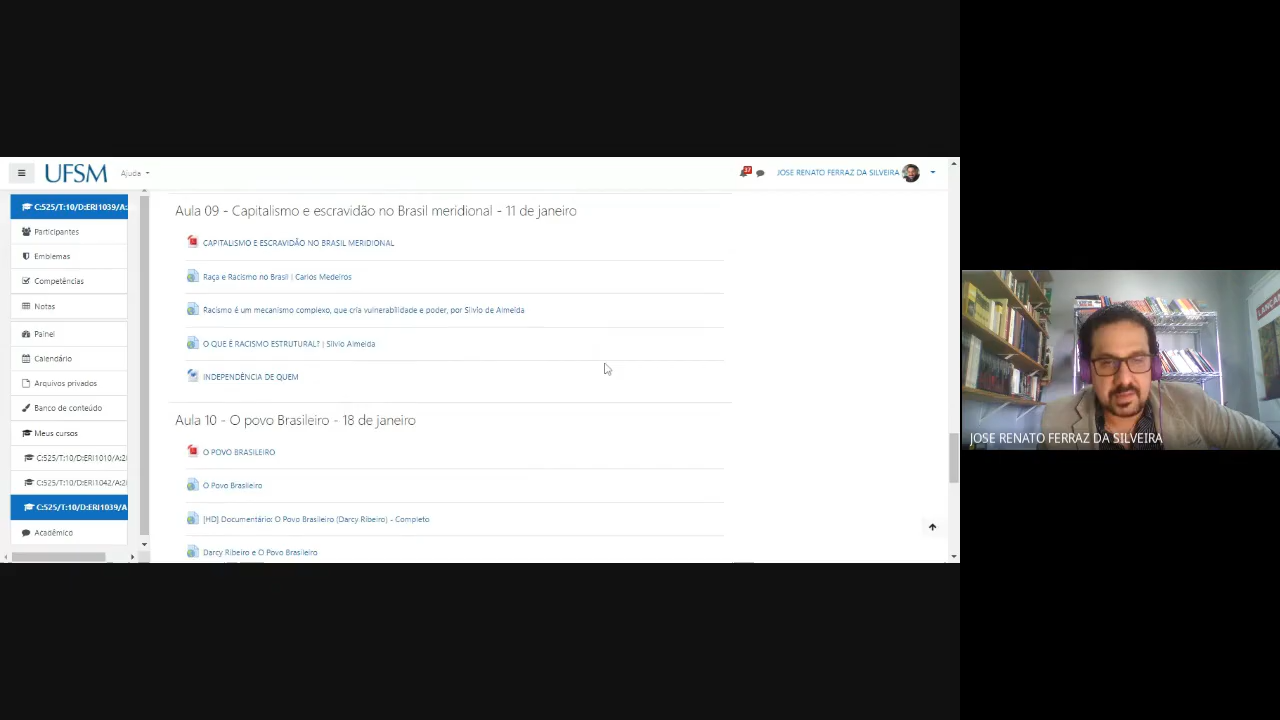 UFSM
Ajuda
37
JOSE RENATO FERRAZ DA SILVEIRA
C:525/T:10/D:ERI1039/A:
Participantes
Emblemas
Competências
Notas
Painel
Calendário
Arquivos privados
Banco de conteúdo
Meus cursos
C:525/T:10/D:ERI1010/A:2
C:525/T:10/D:ERI1042/A:2
C:525/T:10/D:ERI1039/A:
Acadêmico
Aula 09 - Capitalismo e escravidão no Brasil meridional - 11 de janeiro
CAPITALISMO E ESCRAVIDÃO NO BRASIL MERIDIONAL
Raça e Racismo no Brasil | Carlos Medeiros
Racismo é um mecanismo complexo, que cria vulnerabilidade e poder, por Silvio de Almeida
O QUE É RACISMO ESTRUTURAL? | Silvio Almeida
INDEPENDÊNCIA DE QUEM
Aula 10 - O povo Brasileiro - 18 de janeiro
O POVO BRASILEIRO
O Povo Brasileiro
[HD] Documentário: O Povo Brasileiro (Darcy Ribeiro) - Completo
Darcy Ribeiro e O Povo Brasileiro
JOSE RENATO FERRAZ DA SILVEIRA